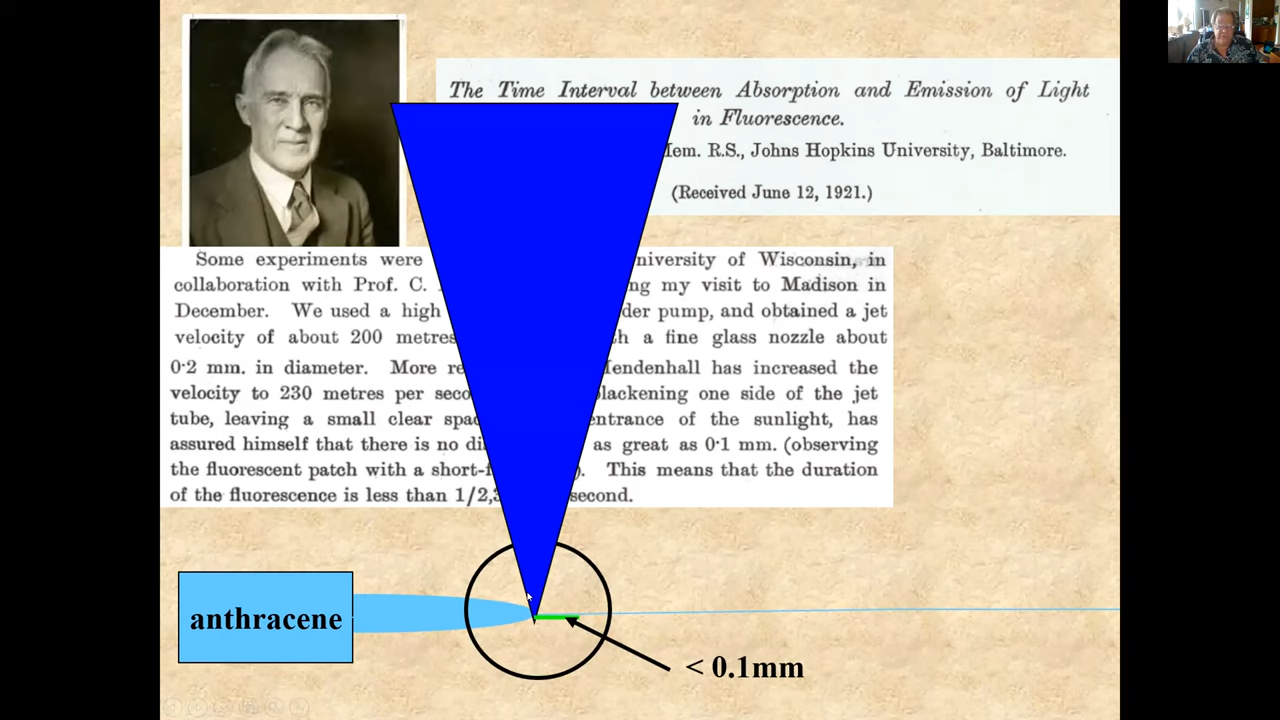 The Time Interval between Absorption and Emission of Light
in Fluorescence.
Mem. R.S., Johns Hopkins University, Baltimore.
(Received June 12, 1921.)
Some experiments were niversity of Wisconsin, in
collaboration with Prof. C. ng my visit to Madison in
December. We used a high der pump, and obtained a jet
velocity of about 200 metres h a fine glass nozzle about
0·2 mm. in diameter. More re Mendenhall has increased the
velocity to 230 metres per seco blackening one side of the jet
tube, leaving a small clear spac entrance of the sunlight, has
assured himself that there is no di as great as 0·1 mm. (observing
the fluorescent patch with a short-f ). This means that the duration
of the fluorescence is less than 1/2,3 second.
anthracene
< 0.1mm